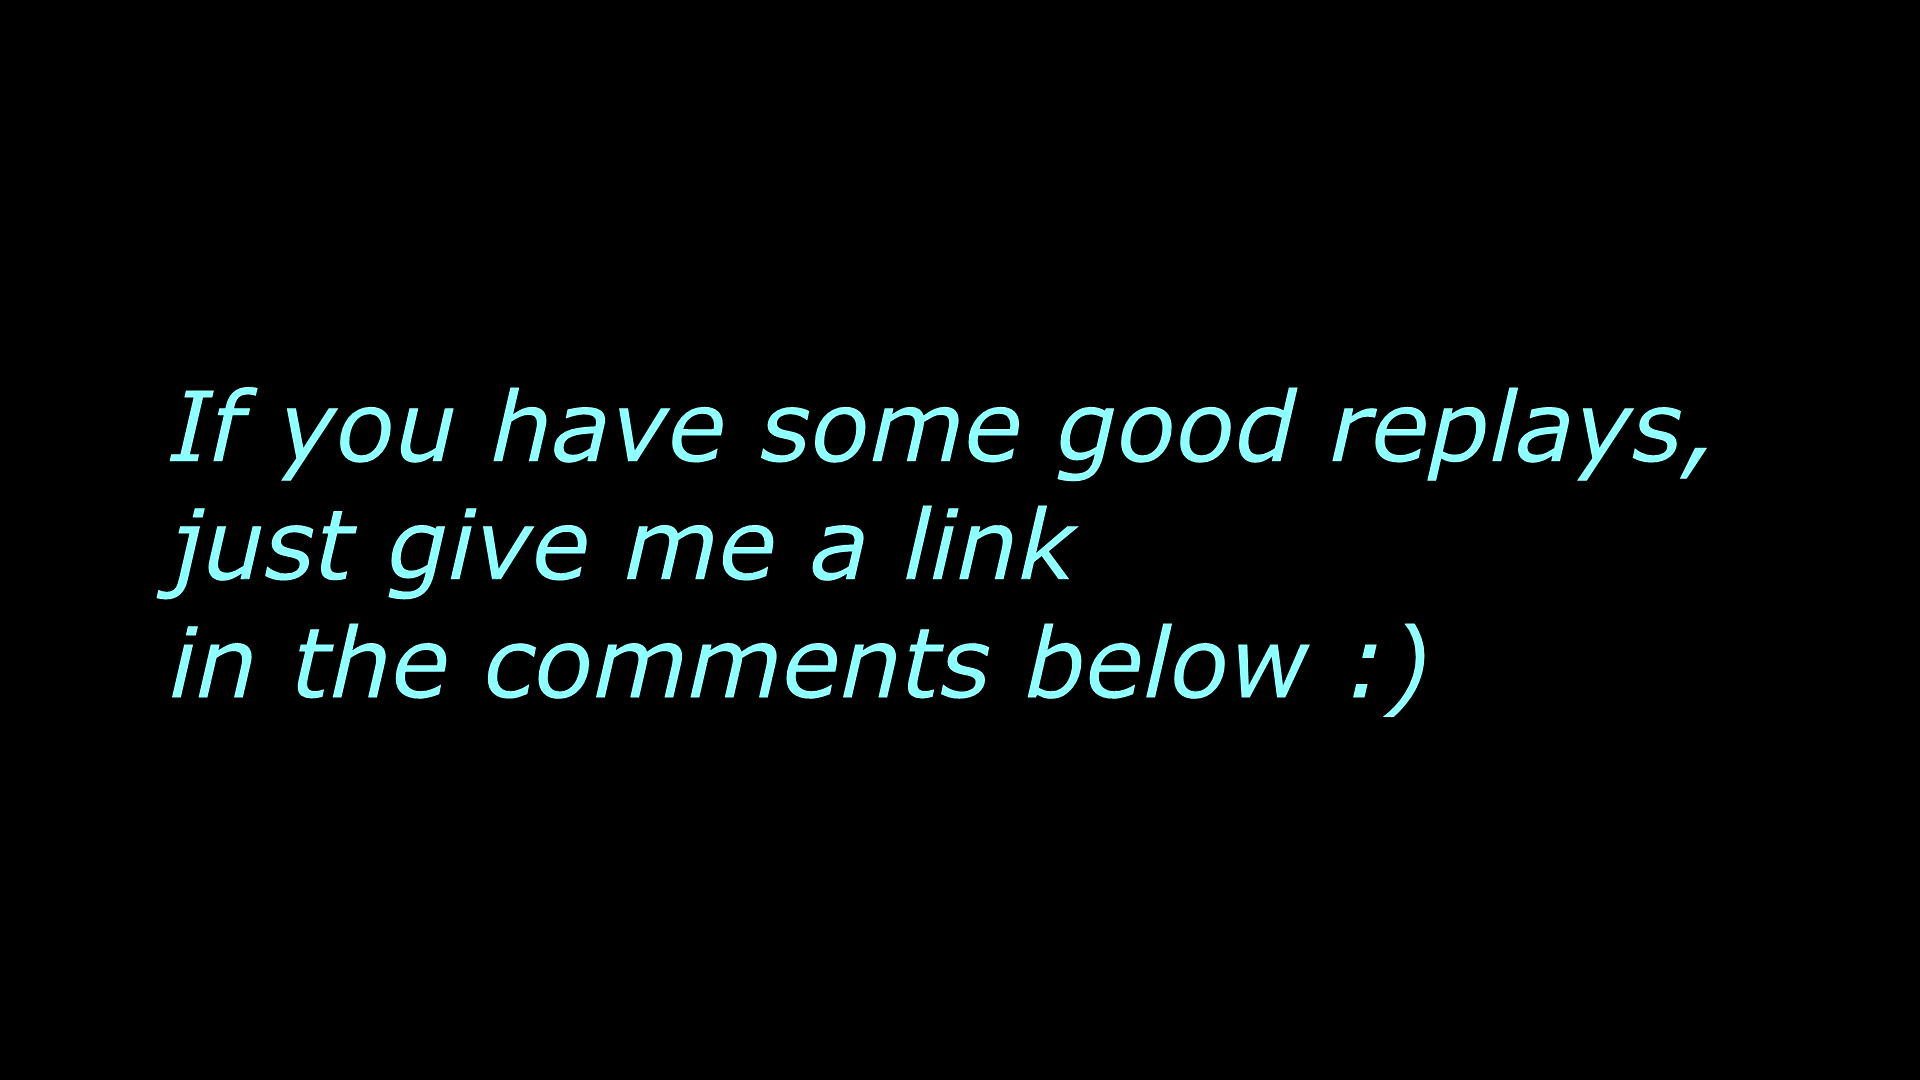 If you have some good replays,
just give me a link
in the comments below :)